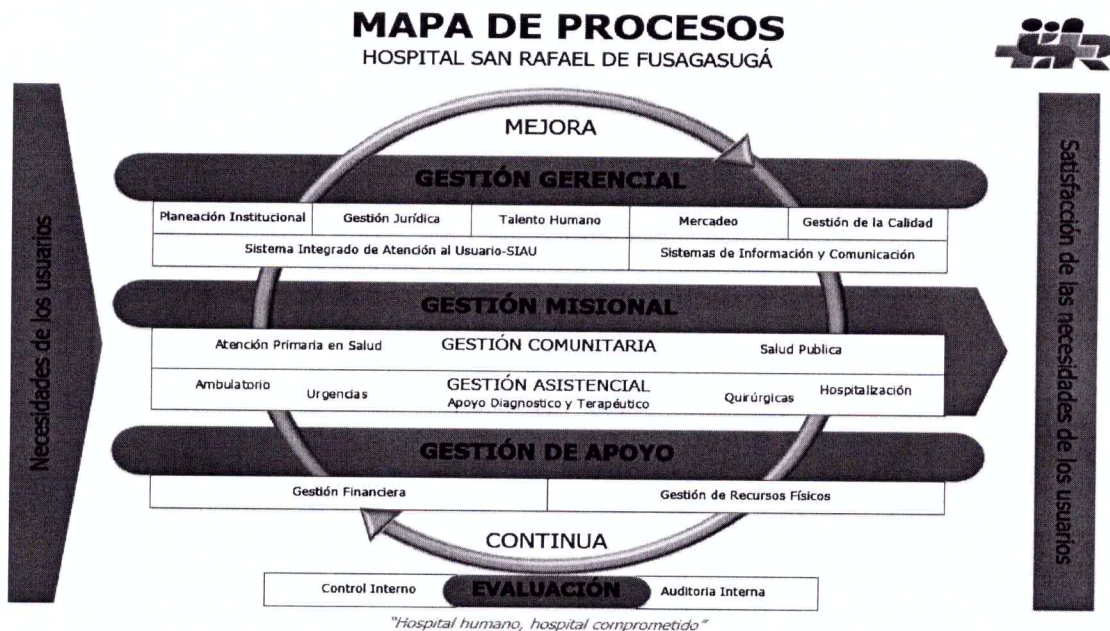 MAPA DE PROCESOS
HOSPITAL SAN RAFAEL DE FUSAGASUGÁ
Necesidades de los usuarios
MEJORA
GESTIÓN GERENCIAL
Planeación Institucional
Gestión Jurídica
Talento Humano
Mercadeo
Gestión de la Calidad
Sistema Integrado de Atención al Usuario-SIAU
Sistemas de Información y Comunicación
GESTIÓN MISIONAL
Atención Primaria en Salud
GESTIÓN COMUNITARIA
Salud Publica
Ambulatorio
Urgencias
GESTIÓN ASISTENCIAL
Apoyo Diagnostico y Terapéutico
Quirúrgicas
Hospitalización
GESTIÓN DE APOYO
Gestión Financiera
Gestión de Recursos Físicos
CONTINUA
Control Interno
EVALUACIÓN
Auditoria Interna
"Hospital humano, hospital comprometido"
Satisfacción de las necesidades de los usuarios